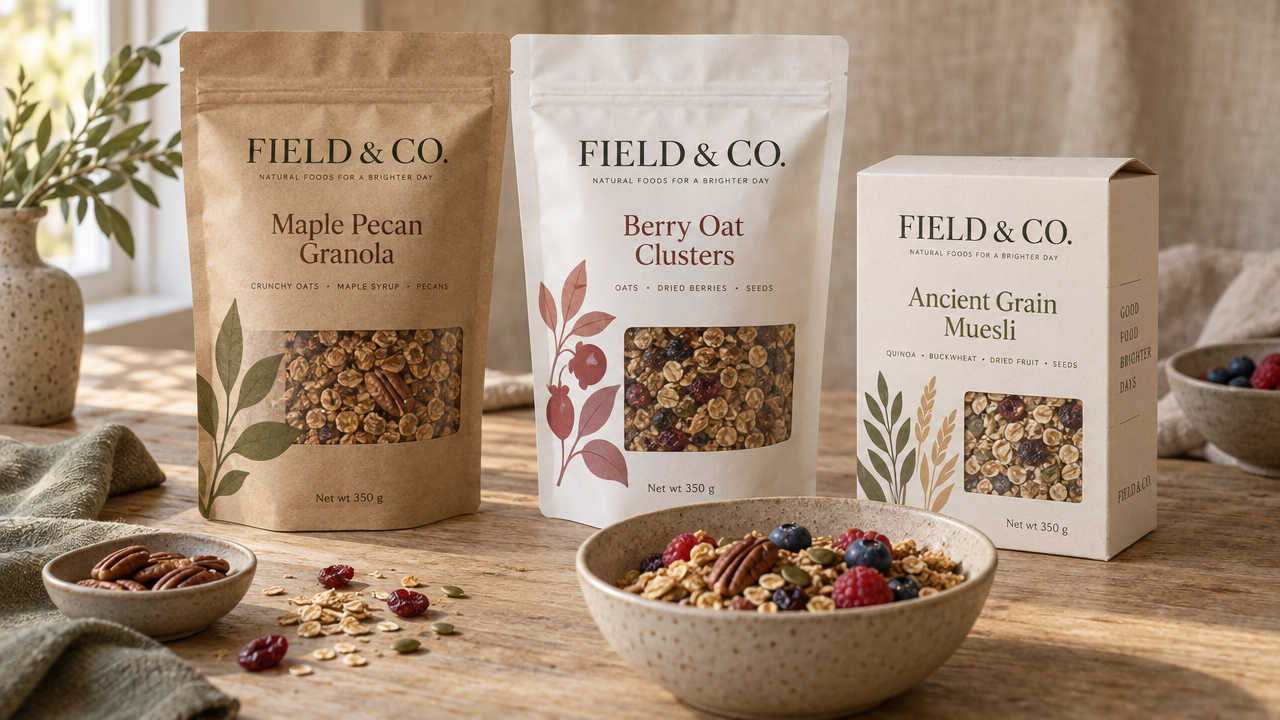 FIELD & CO.
NATURAL FOODS FOR A BRIGHTER DAY
Maple Pecan
Granola
CRUNCHY OATS • MAPLE SYRUP • PECANS
Net wt 350 g
FIELD & CO.
NATURAL FOODS FOR A BRIGHTER DAY
Berry Oat
Clusters
OATS • DRIED BERRIES • SEEDS
Net wt 350 g
FIELD & CO.
NATURAL FOODS FOR A BRIGHTER DAY
Ancient Grain
Muesli
QUINOA • BUCKWHEAT • DRIED FRUIT • SEEDS
Net wt 350 g
GOOD
FOOD
BRIGHTER
DAYS
FIELD & CO.